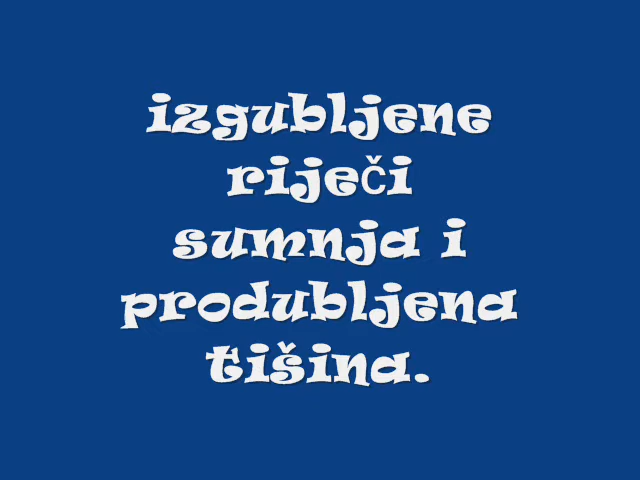 izgubljene
riječi
sumnja i
produbljena
tišina.